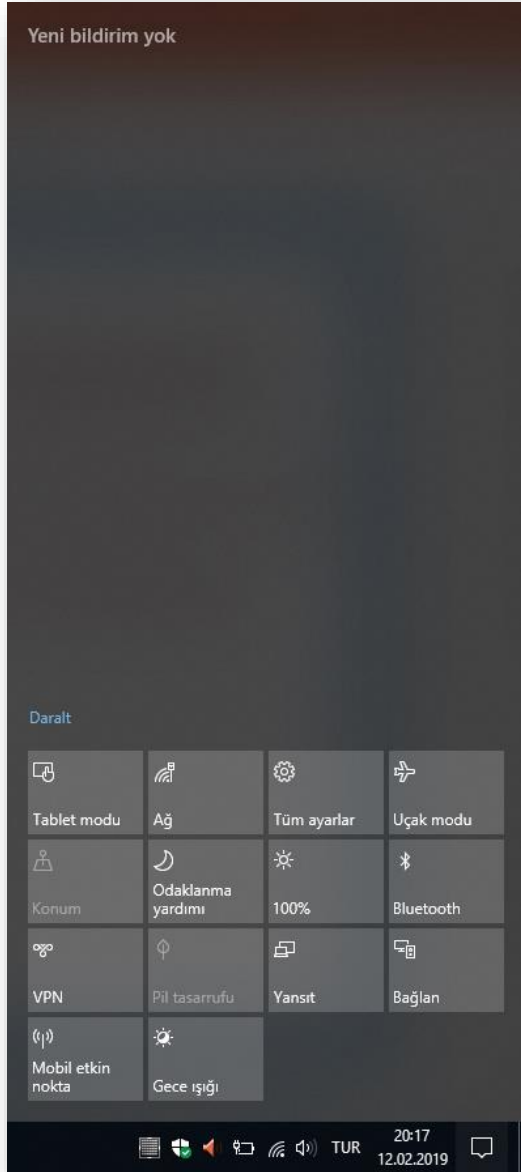 Yeni bildirim yok
Daralt
Tablet modu
Ağ
Tüm ayarlar
Uçak modu
Konum
Odaklanma
yardımı
100%
Bluetooth
VPN
Pil tasarrufu
Yansıt
Bağlan
Mobil etkin
nokta
Gece ışığı
TUR
20:17
12.02.2019